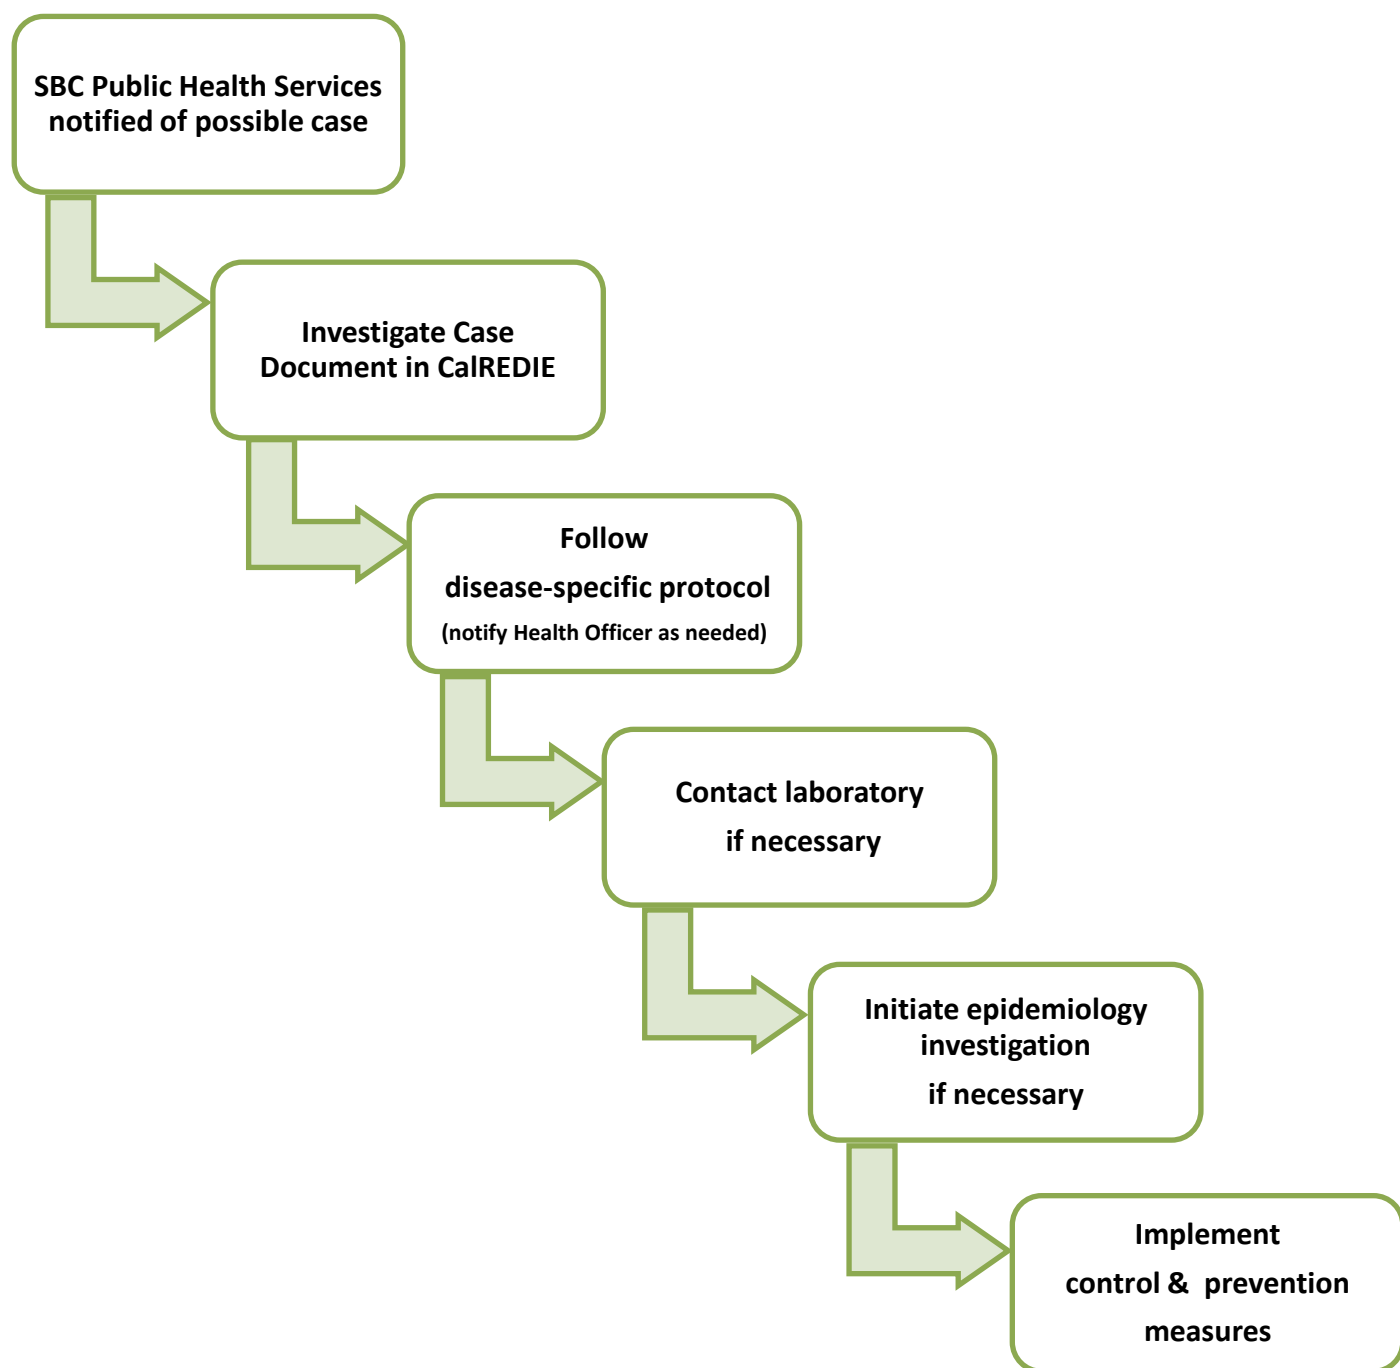 SBC Public Health Services
notified of possible case
Investigate Case
Document in CalREDIE
Follow
disease-specific protocol
(notify Health Officer as needed)
Contact laboratory
if necessary
Initiate epidemiology
investigation
if necessary
Implement
control & prevention
measures